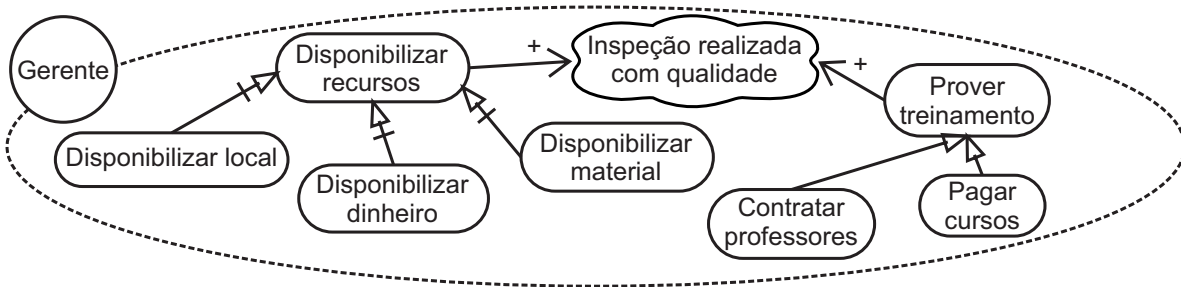 Gerente
Disponibilizar
recursos
+
Inspeção realizada
com qualidade
+
Prover
treinamento
Disponibilizar local
Disponibilizar
dinheiro
Disponibilizar
material
Contratar
professores
Pagar
cursos